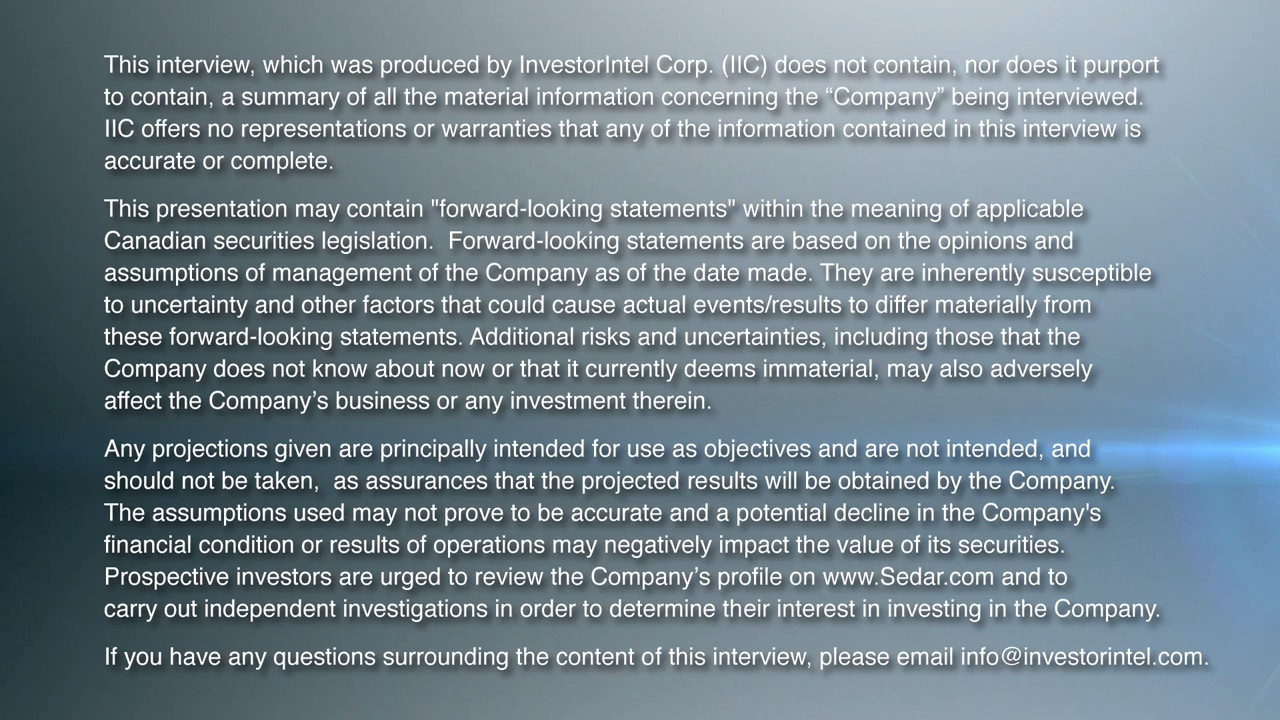 This interview, which was produced by InvestorIntel Corp. (IIC) does not contain, nor does it purport
to contain, a summary of all the material information concerning the “Company” being interviewed.
IIC offers no representations or warranties that any of the information contained in this interview is
accurate or complete.
This presentation may contain "forward-looking statements" within the meaning of applicable
Canadian securities legislation.  Forward-looking statements are based on the opinions and
assumptions of management of the Company as of the date made. They are inherently susceptible
to uncertainty and other factors that could cause actual events/results to differ materially from
these forward-looking statements. Additional risks and uncertainties, including those that the
Company does not know about now or that it currently deems immaterial, may also adversely
affect the Company’s business or any investment therein.
Any projections given are principally intended for use as objectives and are not intended, and
should not be taken,  as assurances that the projected results will be obtained by the Company.
The assumptions used may not prove to be accurate and a potential decline in the Company's
financial condition or results of operations may negatively impact the value of its securities.
Prospective investors are urged to review the Company’s profile on www.Sedar.com and to
carry out independent investigations in order to determine their interest in investing in the Company.
If you have any questions surrounding the content of this interview, please email info@investorintel.com.